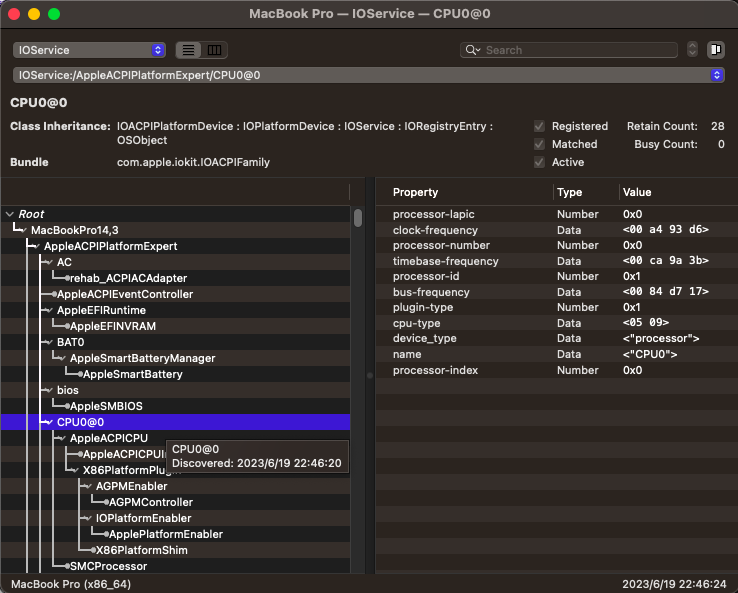 MacBook Pro — IOService — CPU0@0
IOService
Search
IOService:/AppleACPIPlatformExpert/CPU0@0
CPU0@0
Class Inheritance: IOACPIPlatformDevice : IOPlatformDevice : IOService : IORegistryEntry :
OSObject
Bundle com.apple.iokit.IOACPIFamily
Registered Retain Count: 28
Matched Busy Count: 0
Active
Root
MacBookPro14,3
AppleACPIPlatformExpert
AC
rehab_ACPIACAdapter
AppleACPIEventController
AppleEFIRuntime
AppleEFINVRAM
BAT0
AppleSmartBatteryManager
AppleSmartBattery
bios
AppleSMBIOS
CPU0@0
AppleACPICPU
AppleACPICPUI
X86PlatformPlugi
CPU0@0
Discovered: 2023/6/19 22:46:20
AGPMEnabler
AGPMController
IOPlatformEnabler
ApplePlatformEnabler
X86PlatformShim
SMCProcessor
Property Type Value
processor-lapic Number 0x0
clock-frequency Data <00 a4 93 d6>
processor-number Number 0x0
timebase-frequency Data <00 ca 9a 3b>
processor-id Number 0x1
bus-frequency Data <00 84 d7 17>
plugin-type Number 0x1
cpu-type Data <05 09>
device_type Data <"processor">
name Data <"CPU0">
processor-index Number 0x0
MacBook Pro (x86_64)
2023/6/19 22:46:24